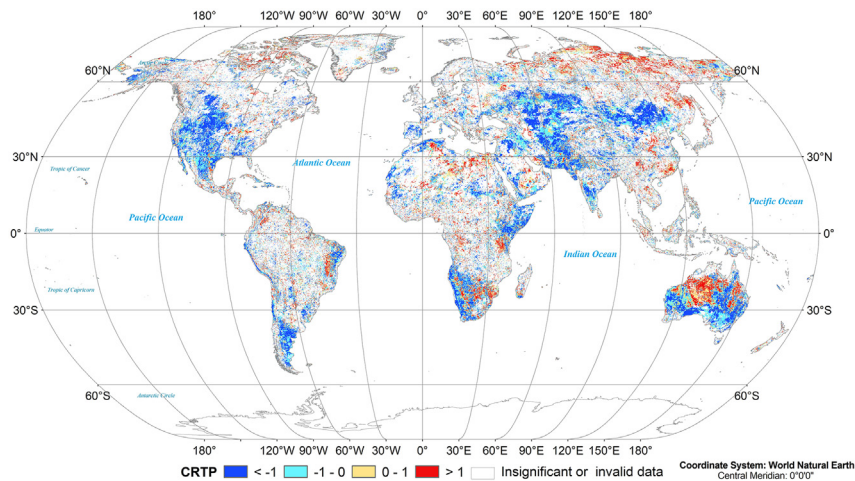 180° 120°W 90°W 60°W 30°W 0° 30°E 60°E 90°E 120°E 150°E 180°
Arctic Circle
60°N 60°N
30°N 30°N
Atlantic Ocean
Tropic of Cancer
Pacific Ocean
Pacific Ocean
Equator
0° 0°
Indian Ocean
Tropic of Capricorn
30°S 30°S
60°S 60°S
Antarctic Circle
180° 120°W 90°W 60°W 30°W 0° 30°E 60°E 90°E 120°E 150°E 180°
CRTP < -1 -1 - 0 0 - 1 > 1 Insignificant or invalid data
Coordinate System: World Natural Earth
Central Meridian: 0°0'0"